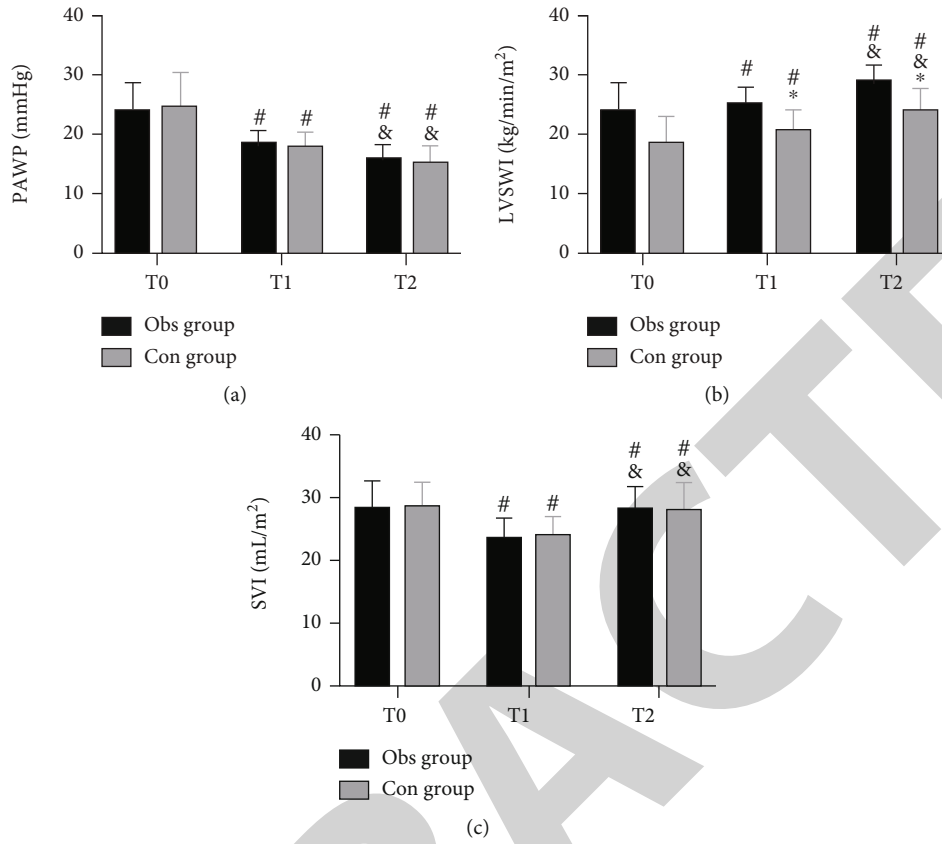 40
30
20
10
0
PAWP (mmHg)
#
#
#
&
#
&
T0
T1
T2
Obs group
Con group
(a)
40
30
20
10
0
LVSWI (kg/min/m²)
#
#
*
#
&
#
&
*
T0
T1
T2
Obs group
Con group
(b)
40
30
20
10
0
SVI (mL/m²)
#
#
#
&
#
&
T0
T1
T2
Obs group
Con group
(c)